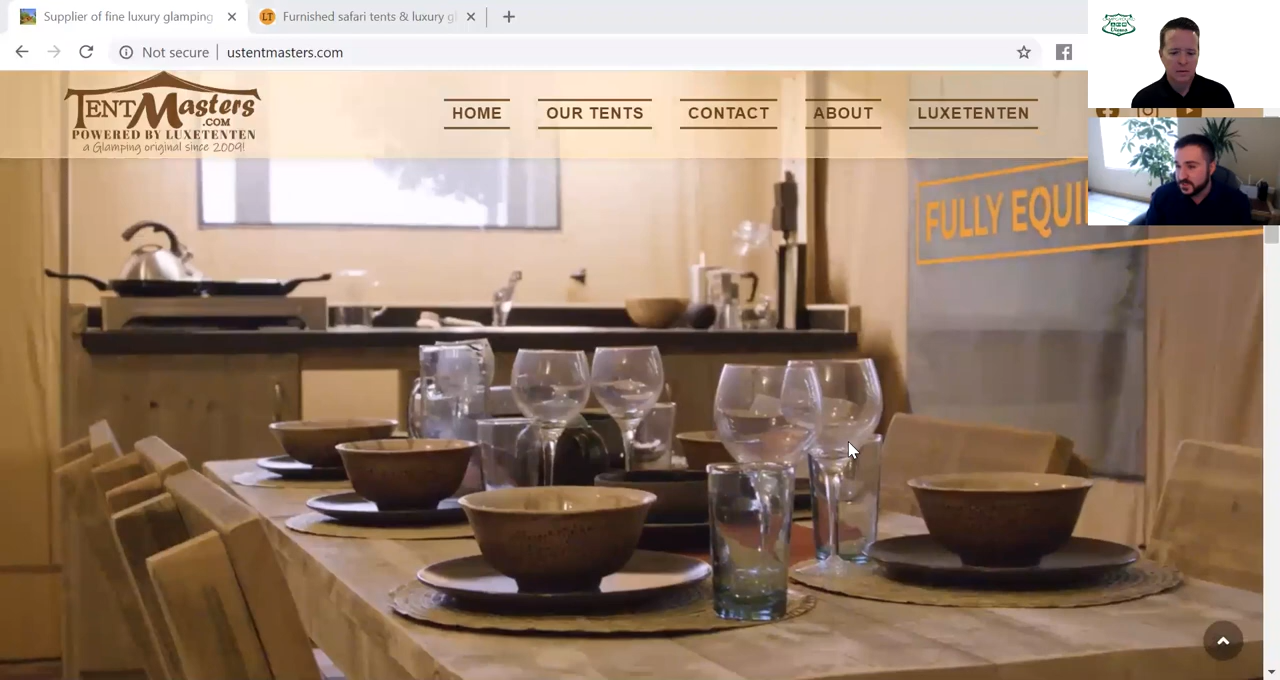 Supplier of fine luxury glamping
Furnished safari tents & luxury gl
Not secure
ustentmasters.com
TentMasters
.COM
POWERED BY LUXETENTEN
a Glamping original since 2009!
HOME
OUR TENTS
CONTACT
ABOUT
LUXETENTEN
FULLY EQUI